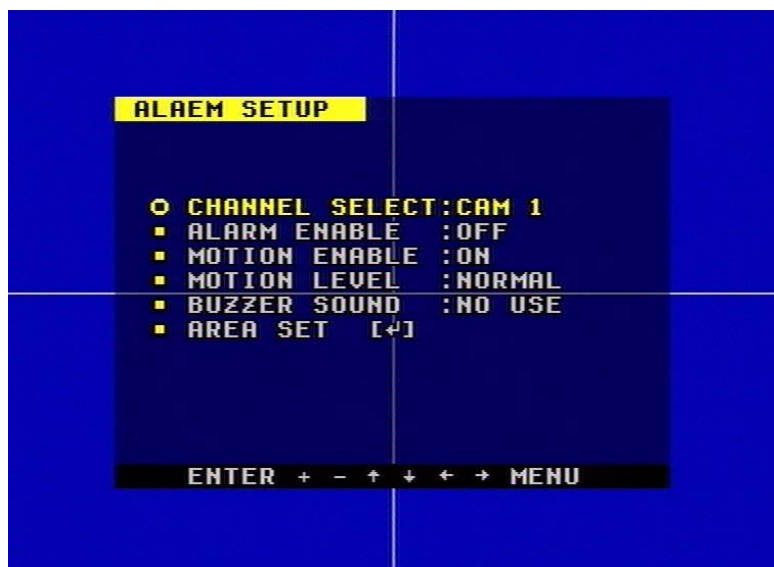 ALAEM SETUP
CHANNEL SELECT:CAM 1
ALARM ENABLE :OFF
MOTION ENABLE :ON
MOTION LEVEL :NORMAL
BUZZER SOUND :NO USE
AREA SET [↵]
ENTER + - ↑ ↓ ← → MENU